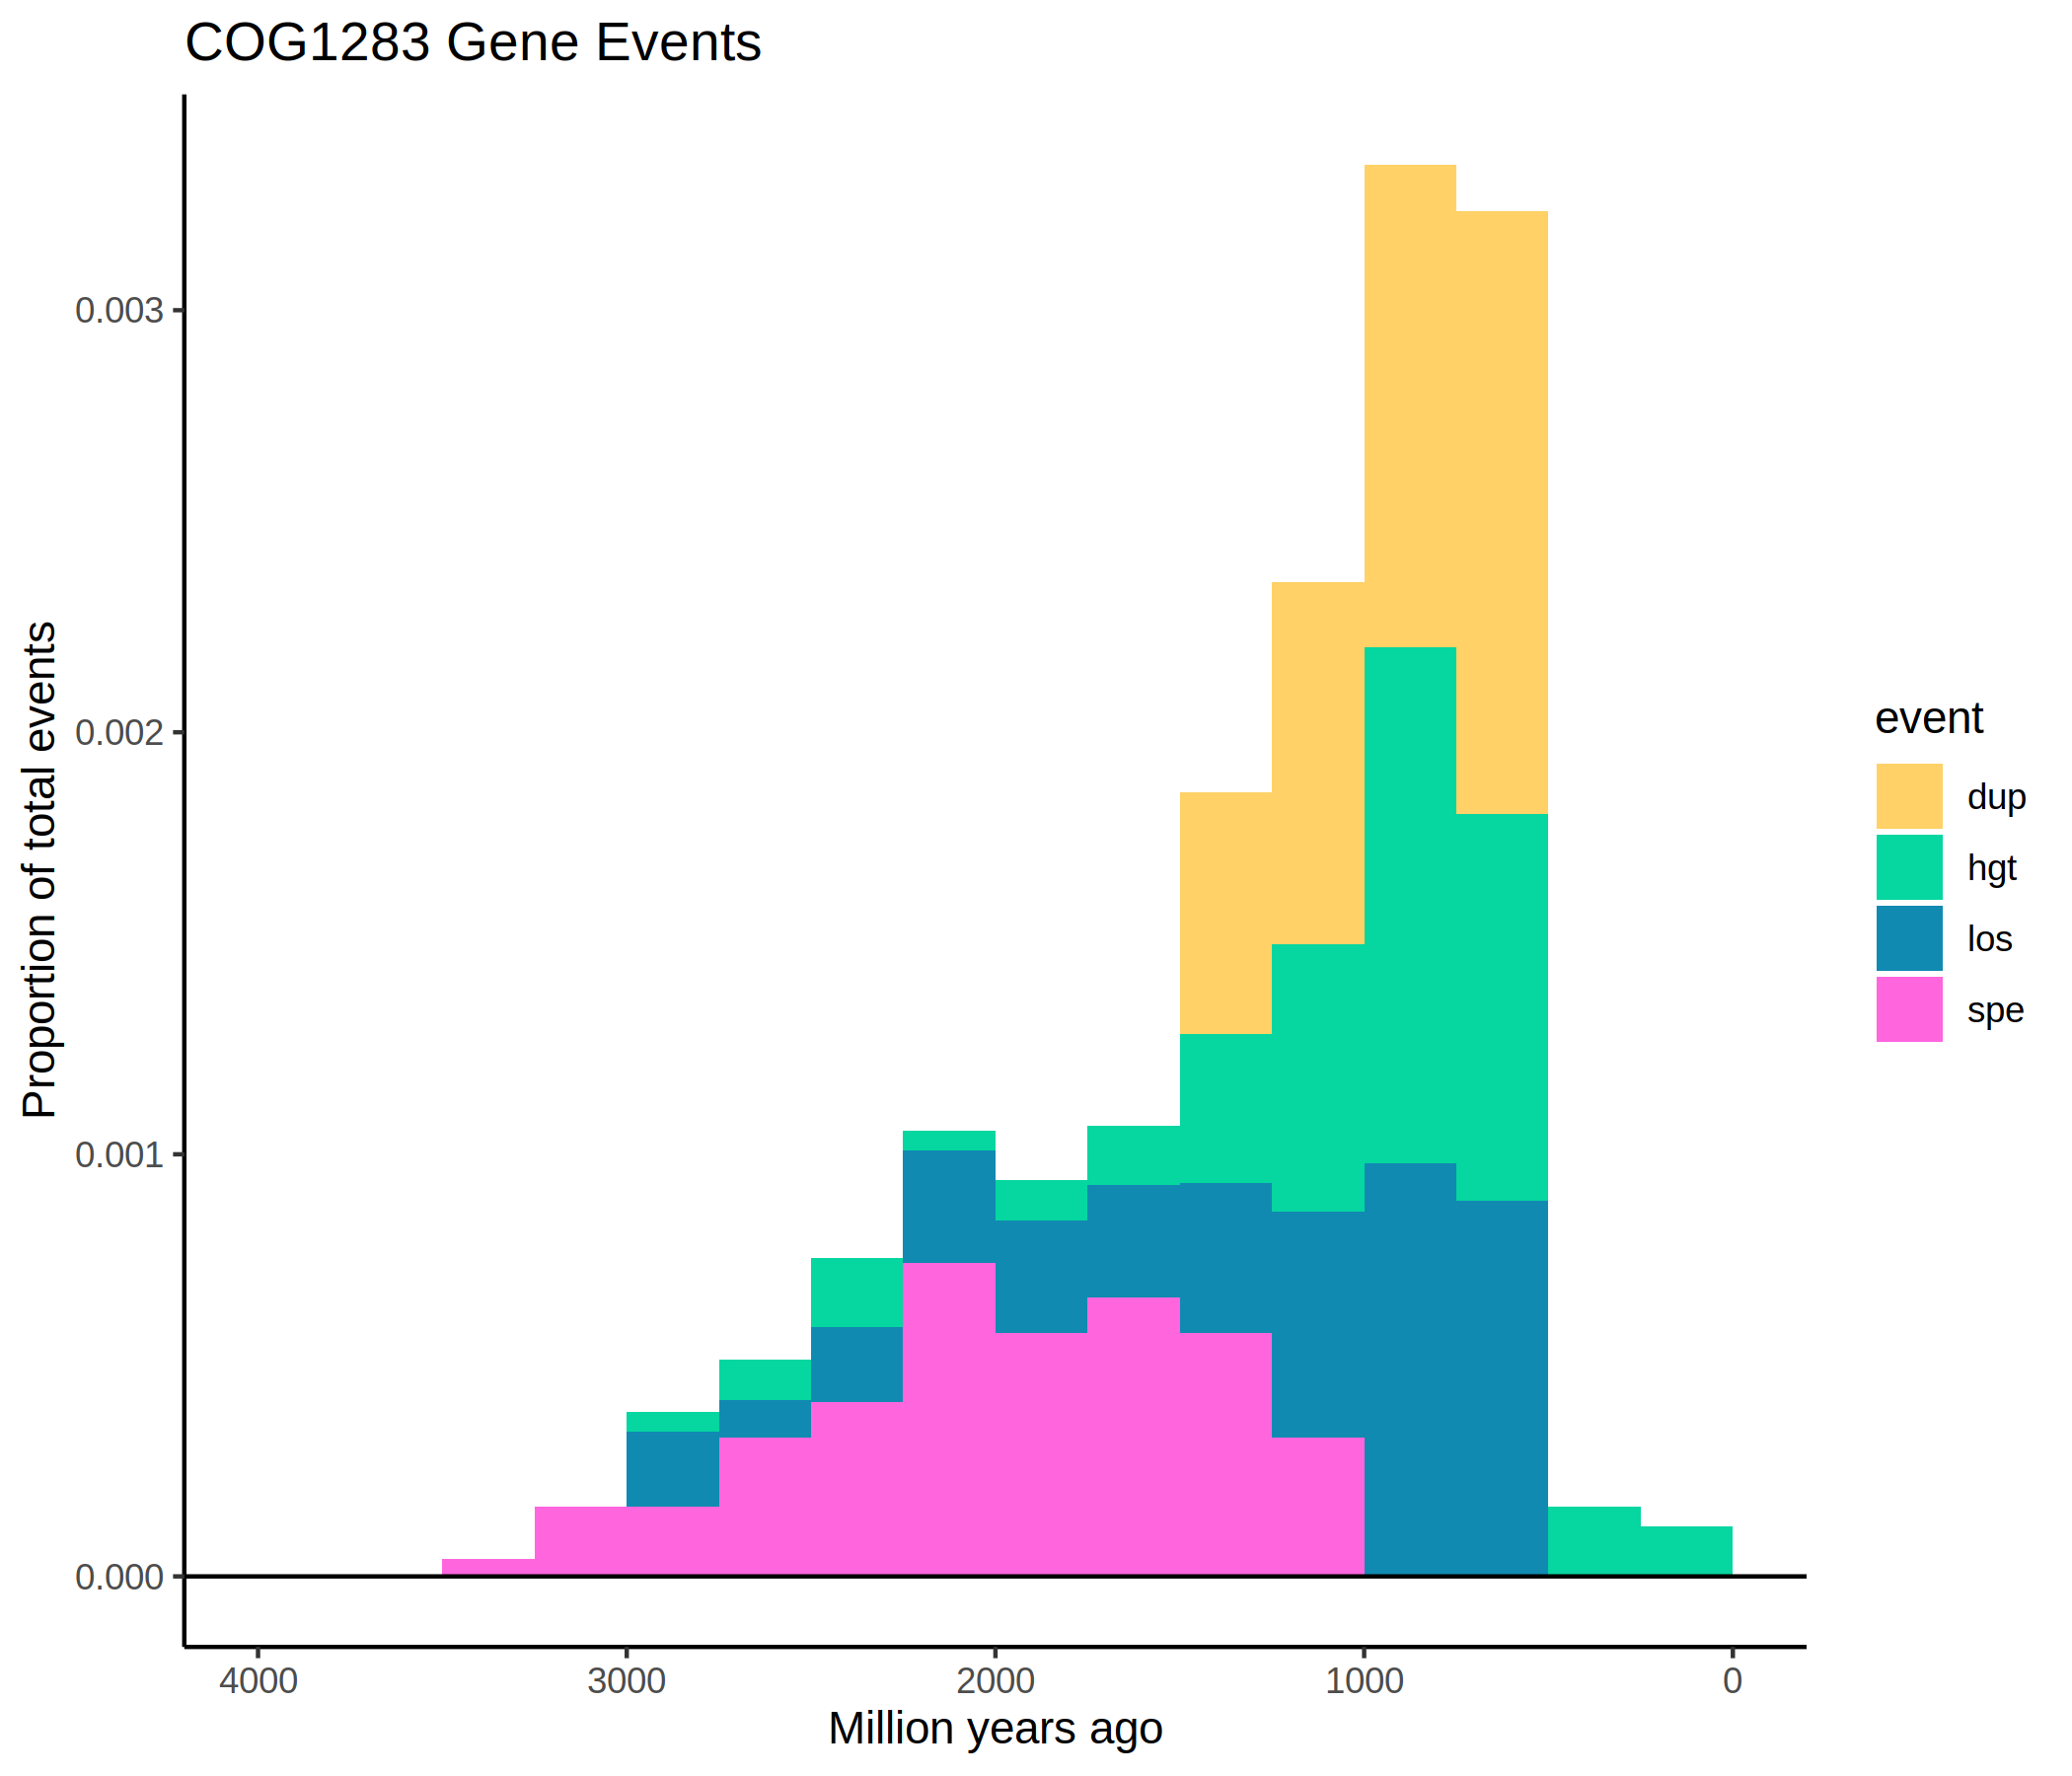 COG1283 Gene Events
Proportion of total events
0.003
0.002
0.001
0.000
4000 3000 2000 1000 0
Million years ago
event
dup
hgt
los
spe